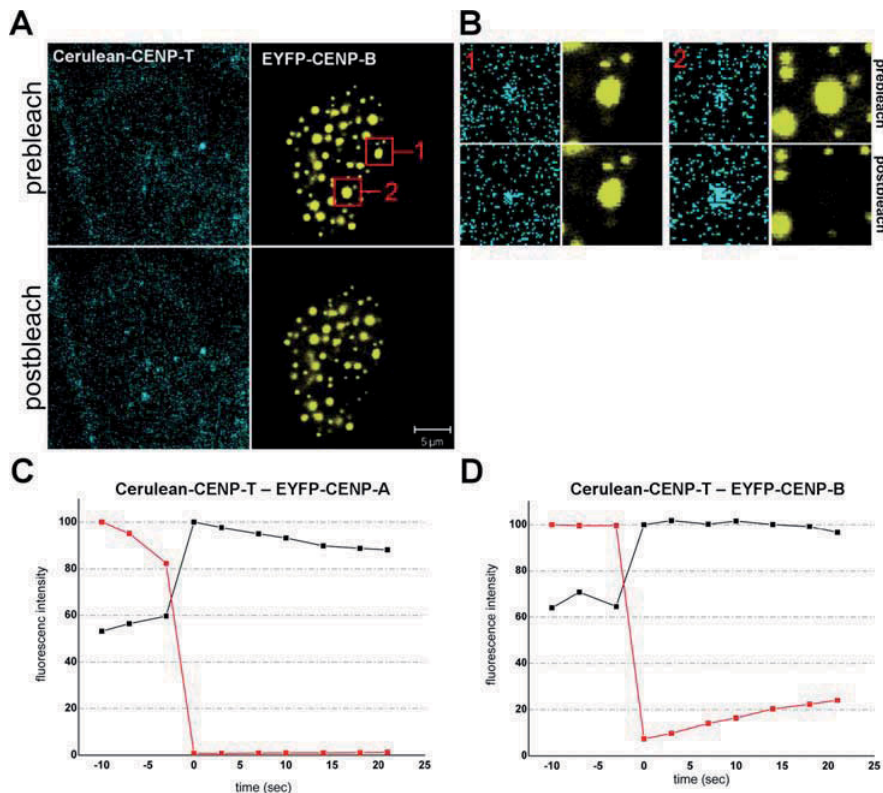 A
B
Cerulean-CENP-T
EYFP-CENP-B
prebleach
1
2
postbleach
5 µm
1
2
prebleach
postbleach
C
Cerulean-CENP-T – EYFP-CENP-A
fluorescenc intensity
100
80
60
40
20
0
-10 -5 0 5 10 15 20 25
time (sec)
D
Cerulean-CENP-T – EYFP-CENP-B
fluorescence intensity
100
80
60
40
20
0
-10 -5 0 5 10 15 20 25
time (sec)